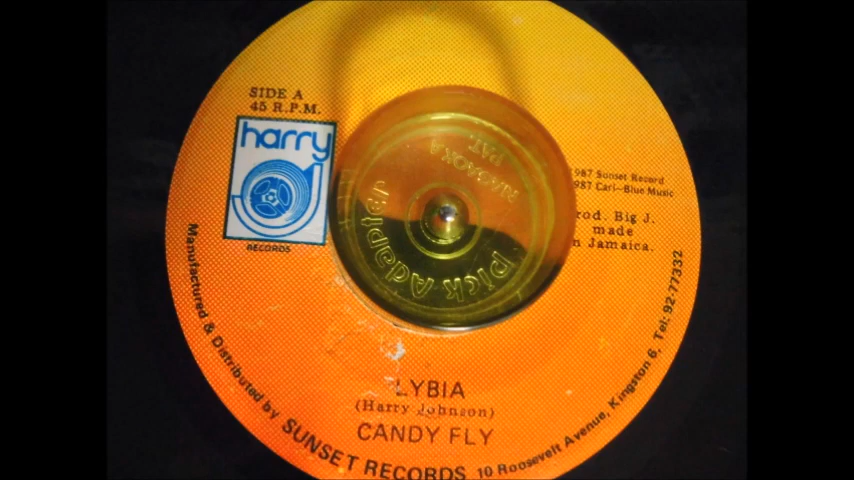 SIDE A
45 R.P.M.
harry
RECORDS
NAGAOKA
PAT.
Pick Adapter
987 Sunset Record
987 Carl-Blue Music
rod. Big J.
made
n Jamaica.
LYBIA
(Harry Johnson)
CANDY FLY
Manufactured & Distributed by SUNSET RECORDS 10 Roosevelt Avenue, Kingston 6, Tel: 92-77332